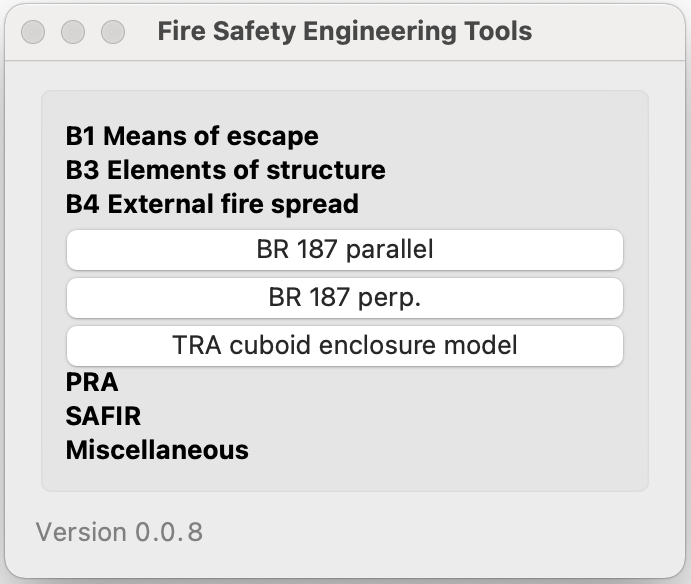 Fire Safety Engineering Tools
B1 Means of escape
B3 Elements of structure
B4 External fire spread
BR 187 parallel
BR 187 perp.
TRA cuboid enclosure model
PRA
SAFIR
Miscellaneous
Version 0.0.8